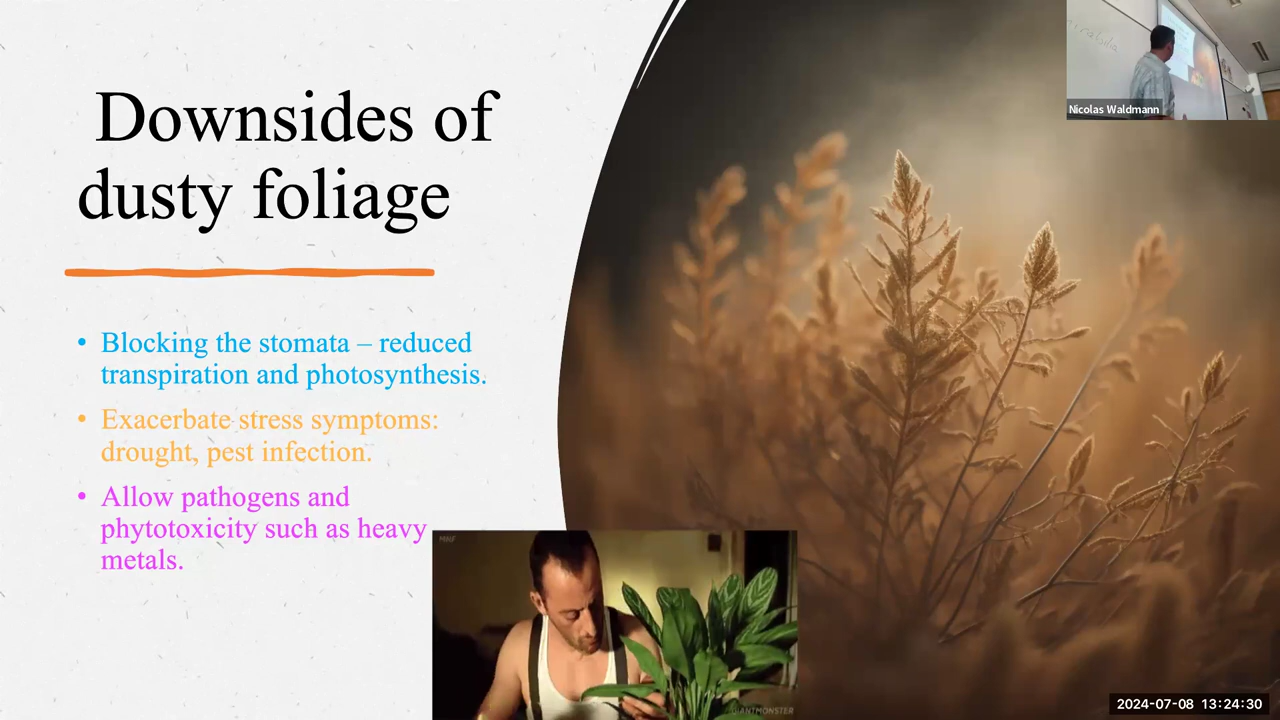 Downsides of
dusty foliage
• Blocking the stomata – reduced
transpiration and photosynthesis.
• Exacerbate stress symptoms:
drought, pest infection.
• Allow pathogens and
phytotoxicity such as heavy
metals.
Nicolas Waldmann
MNF
2024-07-08 13:24:30